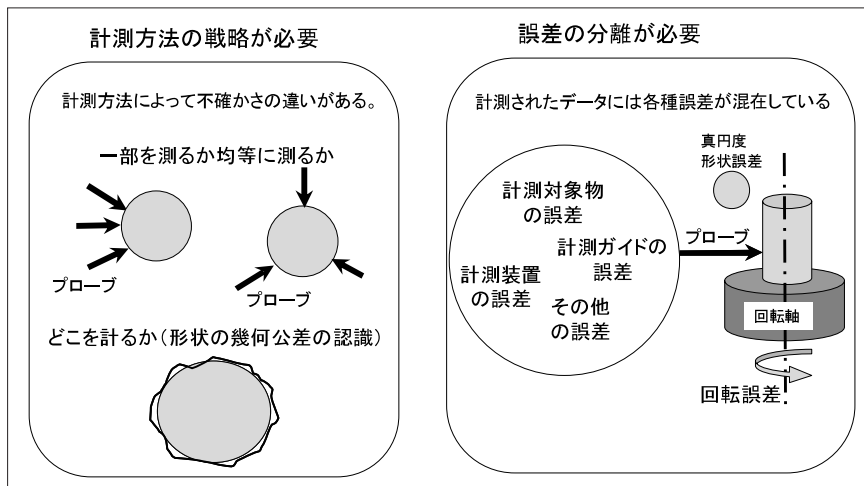 計測方法の戦略が必要
計測方法によって不確かさの違いがある。
一部を測るか均等に測るか
プローブ
プローブ
どこを計るか(形状の幾何公差の認識)
誤差の分離が必要
計測されたデータには各種誤差が混在している
真円度
形状誤差
計測対象物
の誤差
プローブ
計測ガイドの
誤差
計測装置
の誤差
その他
の誤差
回転軸
回転誤差